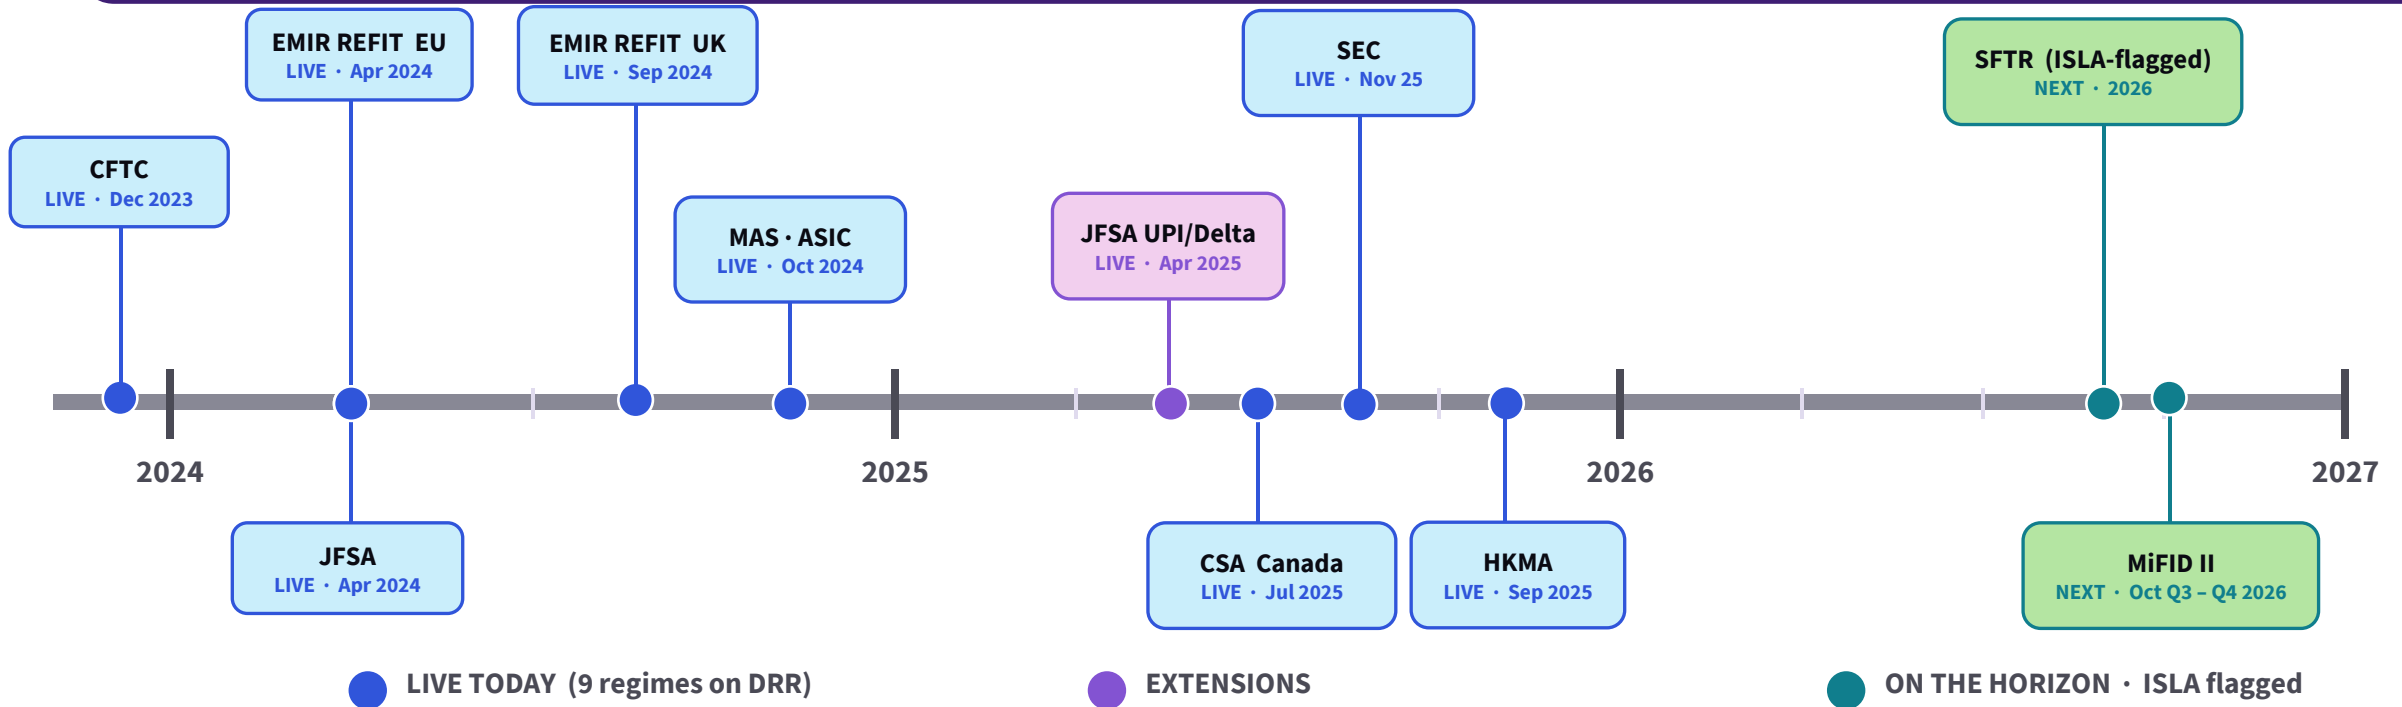 EMIR REFIT EU
LIVE · Apr 2024
EMIR REFIT UK
LIVE · Sep 2024
SEC
LIVE · Nov 25
SFTR (ISLA-flagged)
NEXT · 2026
CFTC
LIVE · Dec 2023
MAS · ASIC
LIVE · Oct 2024
JFSA UPI/Delta
LIVE · Apr 2025
2024
2025
2026
2027
JFSA
LIVE · Apr 2024
CSA Canada
LIVE · Jul 2025
HKMA
LIVE · Sep 2025
MiFID II
NEXT · Oct Q3 – Q4 2026
LIVE TODAY (9 regimes on DRR)
EXTENSIONS
ON THE HORIZON · ISLA flagged